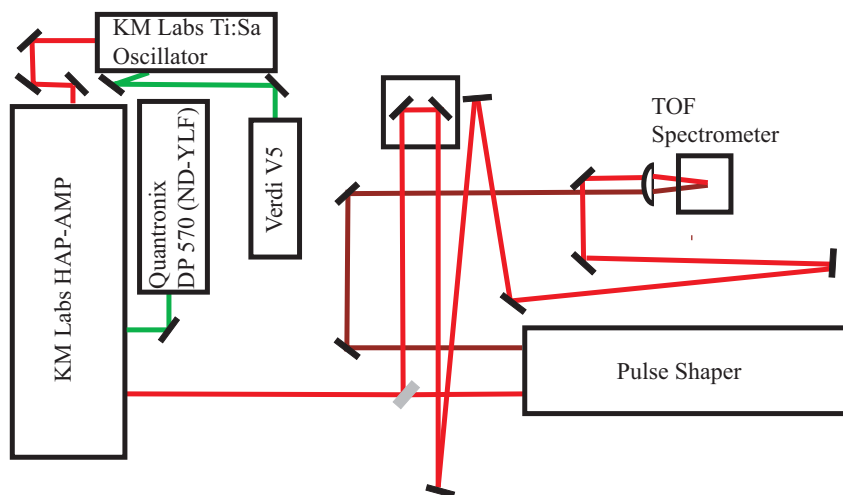 KM Labs Ti:Sa
Oscillator
TOF
Spectrometer
Quantronix
DP 570 (ND-YLF)
Verdi V5
KM Labs HAP-AMP
Pulse Shaper